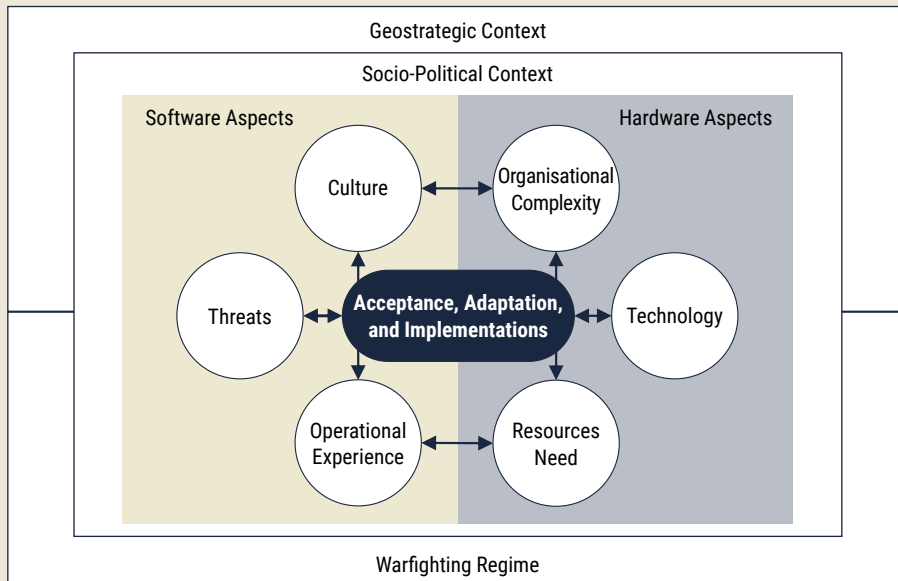 Geostrategic Context
Socio-Political Context
Software Aspects
Hardware Aspects
Culture
Organisational
Complexity
Threats
Acceptance, Adaptation,
and Implementations
Technology
Operational
Experience
Resources
Need
Warfighting Regime